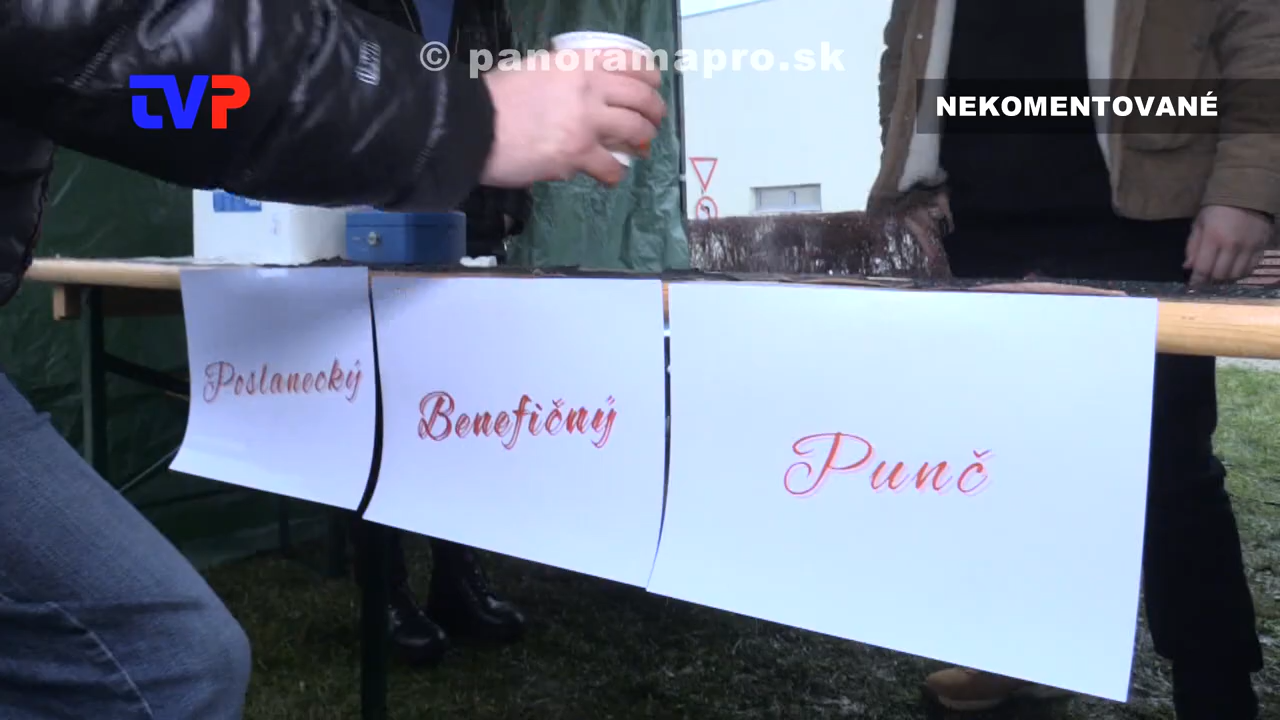 © panoramapro.sk
TVP
NEKOMENTOVANÉ
Poslanecký
Benefičný
Punč